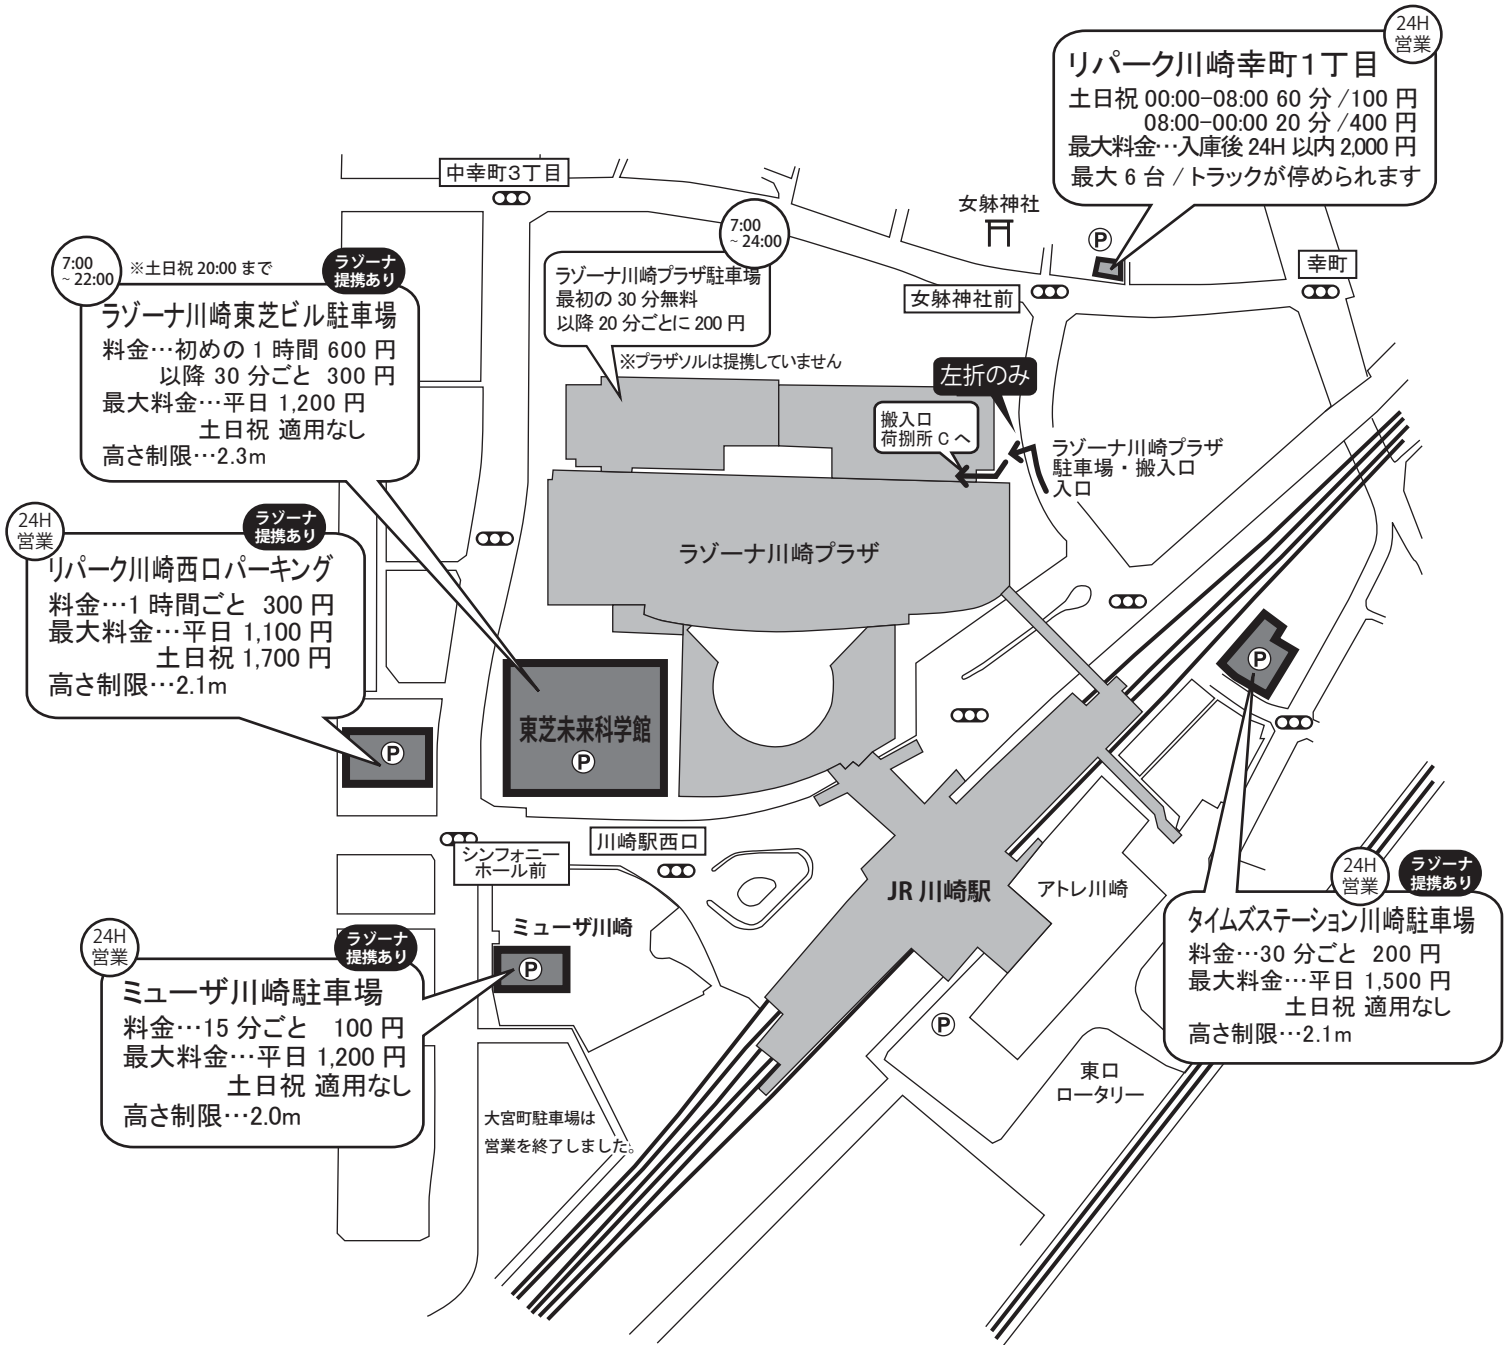 24H
営業
リパーク川崎幸町1丁目
土日祝 00:00-08:00 60 分 /100 円
08:00-00:00 20 分 /400 円
最大料金…入庫後 24H 以内 2,000 円
最大 6 台 / トラックが停められます
中幸町3丁目
女躰神社
P
幸町
女躰神社前
7:00
~ 24:00
ラゾーナ川崎プラザ駐車場
最初の 30 分無料
以降 20 分ごとに 200 円
※プラザソルは提携していません
7:00
~ 22:00
※土日祝 20:00 まで
ラゾーナ
提携あり
ラゾーナ川崎東芝ビル駐車場
料金…初めの 1 時間 600 円
以降 30 分ごと 300 円
最大料金…平日 1,200 円
土日祝 適用なし
高さ制限…2.3m
左折のみ
搬入口
荷捌所 C へ
ラゾーナ川崎プラザ
駐車場・搬入口
入口
24H
営業
ラゾーナ
提携あり
リパーク川崎西口パーキング
料金…1 時間ごと 300 円
最大料金…平日 1,100 円
土日祝 1,700 円
高さ制限…2.1m
P
ラゾーナ川崎プラザ
東芝未来科学館
P
P
川崎駅西口
シンフォニー
ホール前
ミューザ川崎
P
JR 川崎駅
アトレ川崎
24H
営業
ラゾーナ
提携あり
タイムズステーション川崎駐車場
料金…30 分ごと 200 円
最大料金…平日 1,500 円
土日祝 適用なし
高さ制限…2.1m
24H
営業
ラゾーナ
提携あり
ミューザ川崎駐車場
料金…15 分ごと 100 円
最大料金…平日 1,200 円
土日祝 適用なし
高さ制限…2.0m
P
東口
ロータリー
大宮町駐車場は
営業を終了しました。